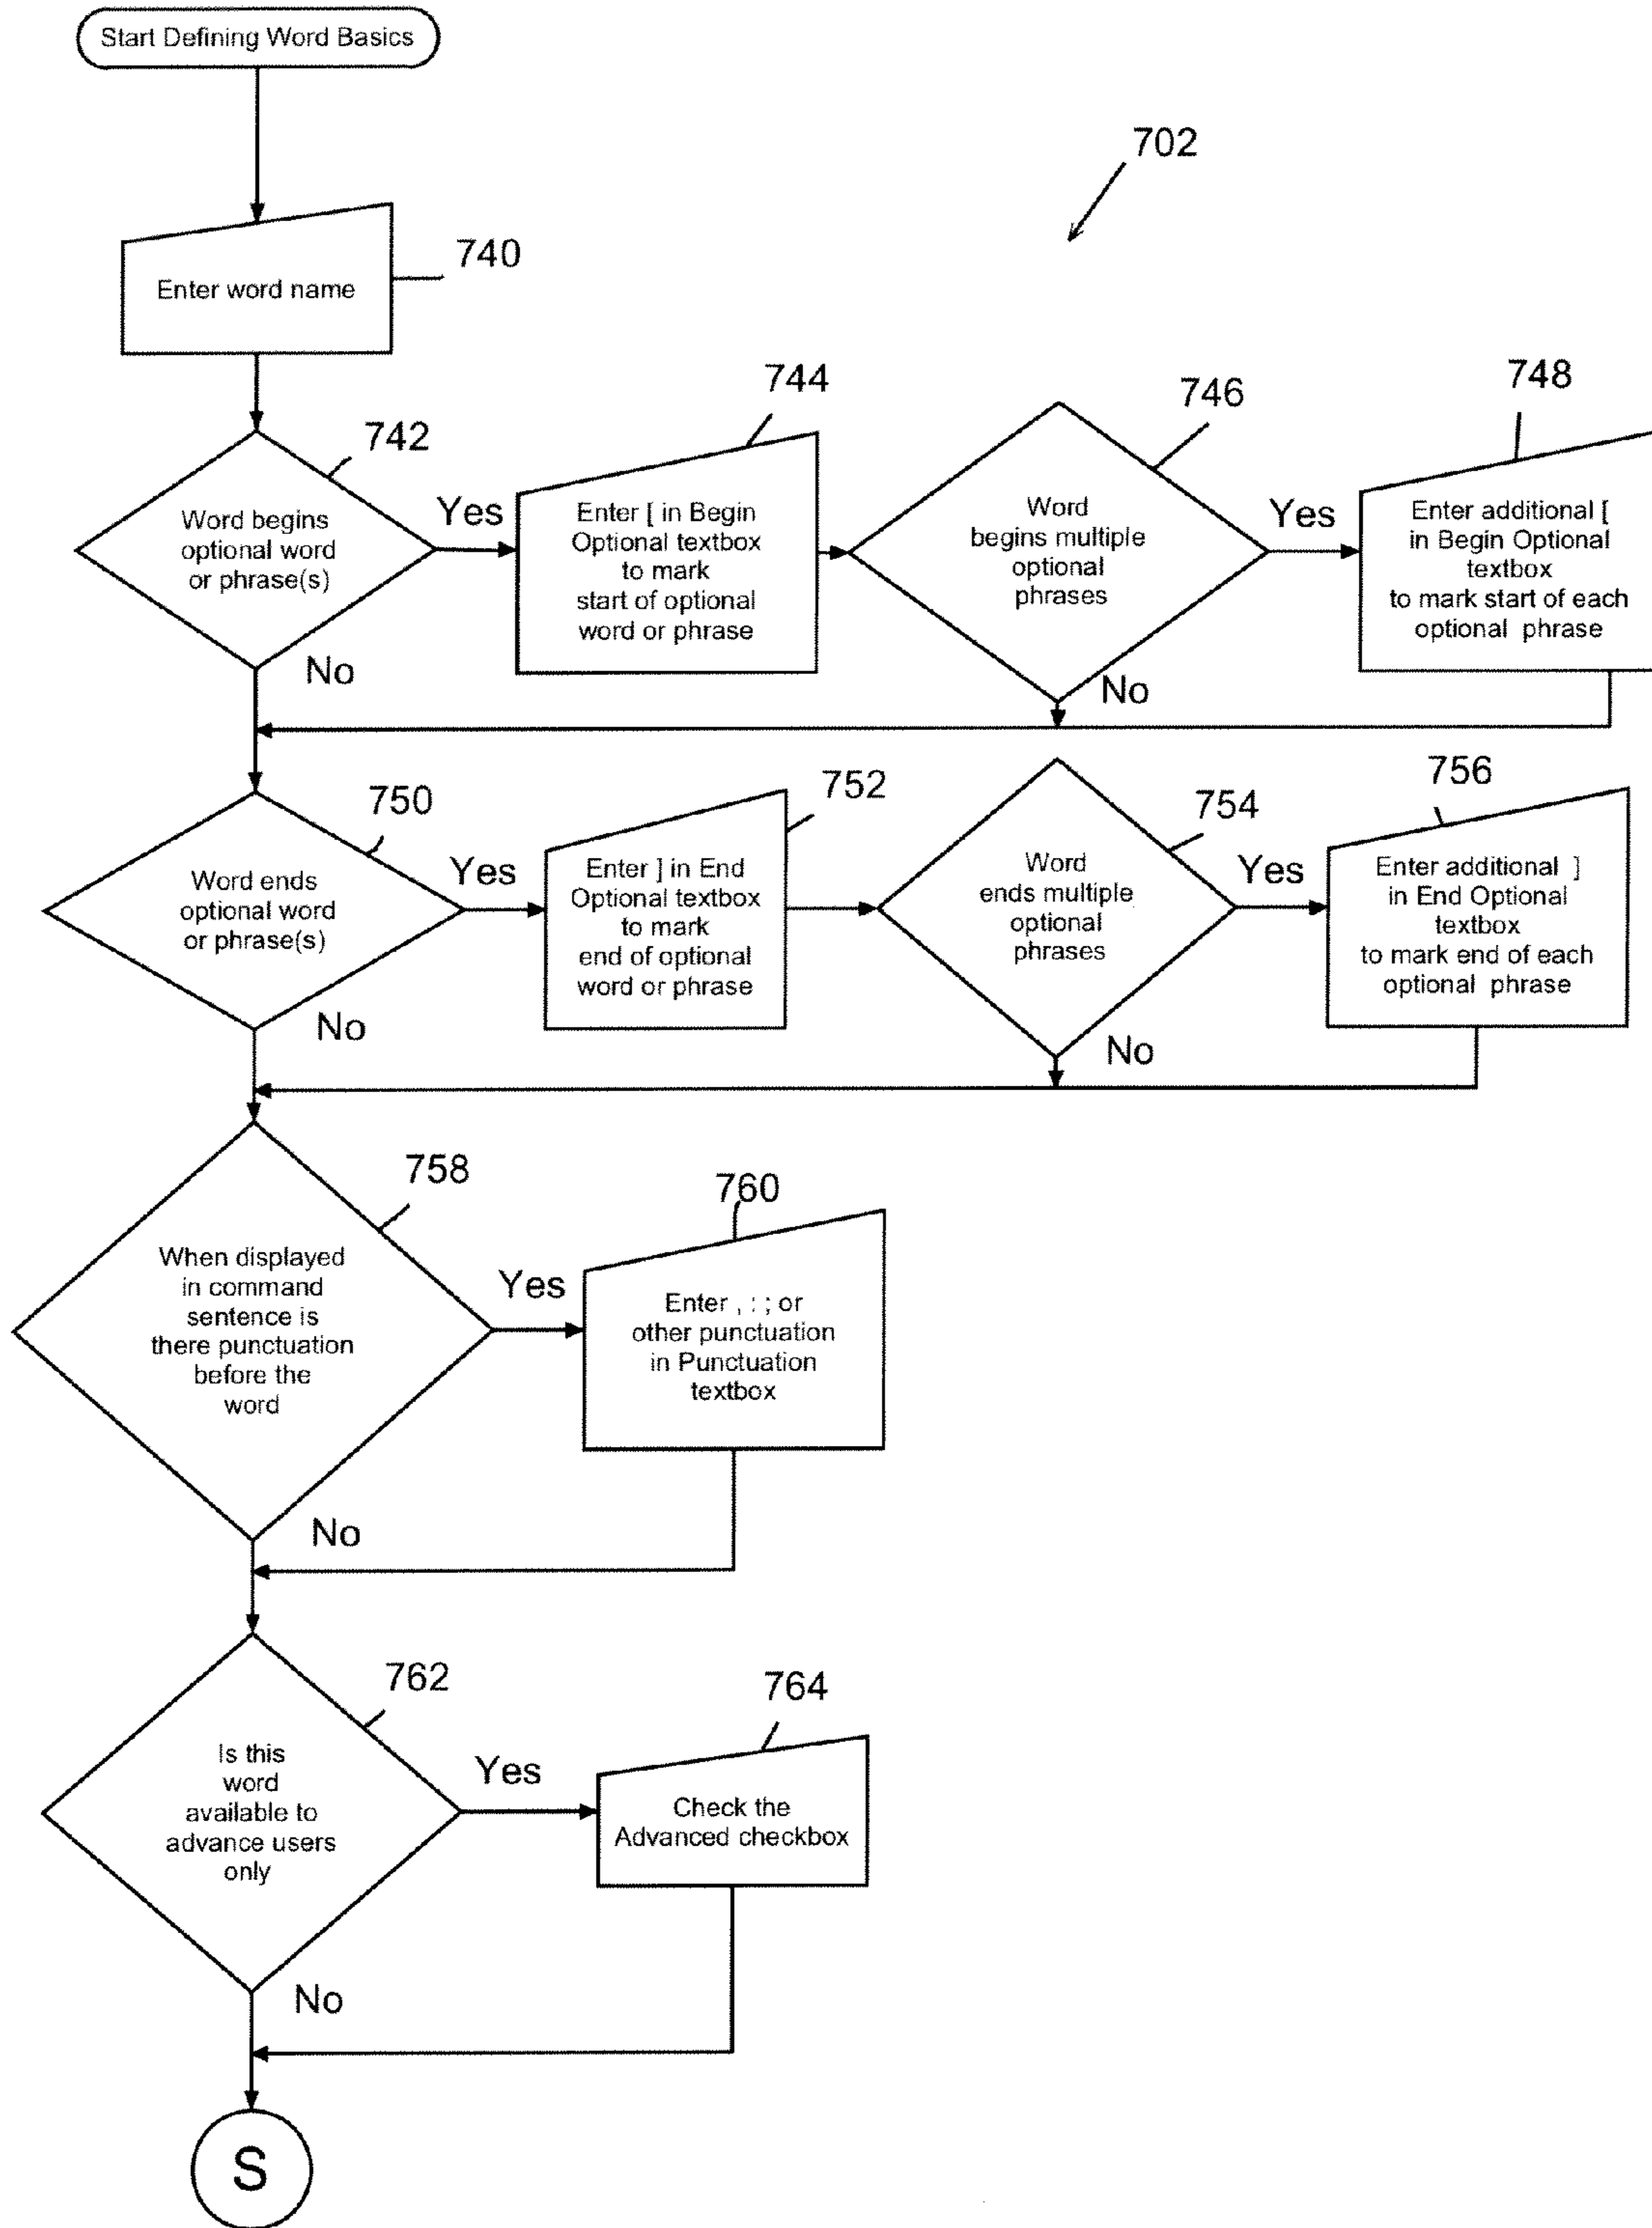 Start Defining Word Basics
702
740
Enter word name
742
Word begins
optional word
or phrase(s)
Yes
No
744
Enter [ in Begin
Optional textbox
to mark
start of optional
word or phrase
746
Word
begins multiple
optional
phrases
Yes
No
748
Enter additional [
in Begin Optional
textbox
to mark start of each
optional phrase
750
Word ends
optional word
or phrase(s)
Yes
No
752
Enter ] in End
Optional textbox
to mark
end of optional
word or phrase
754
Word
ends multiple
optional
phrases
Yes
No
756
Enter additional ]
in End Optional
textbox
to mark end of each
optional phrase
758
When displayed
in command
sentence is
there punctuation
before the
word
Yes
No
760
Enter , : ; or
other punctuation
in Punctuation
textbox
762
Is this
word
available to
advance users
only
Yes
No
764
Check the
Advanced checkbox
S